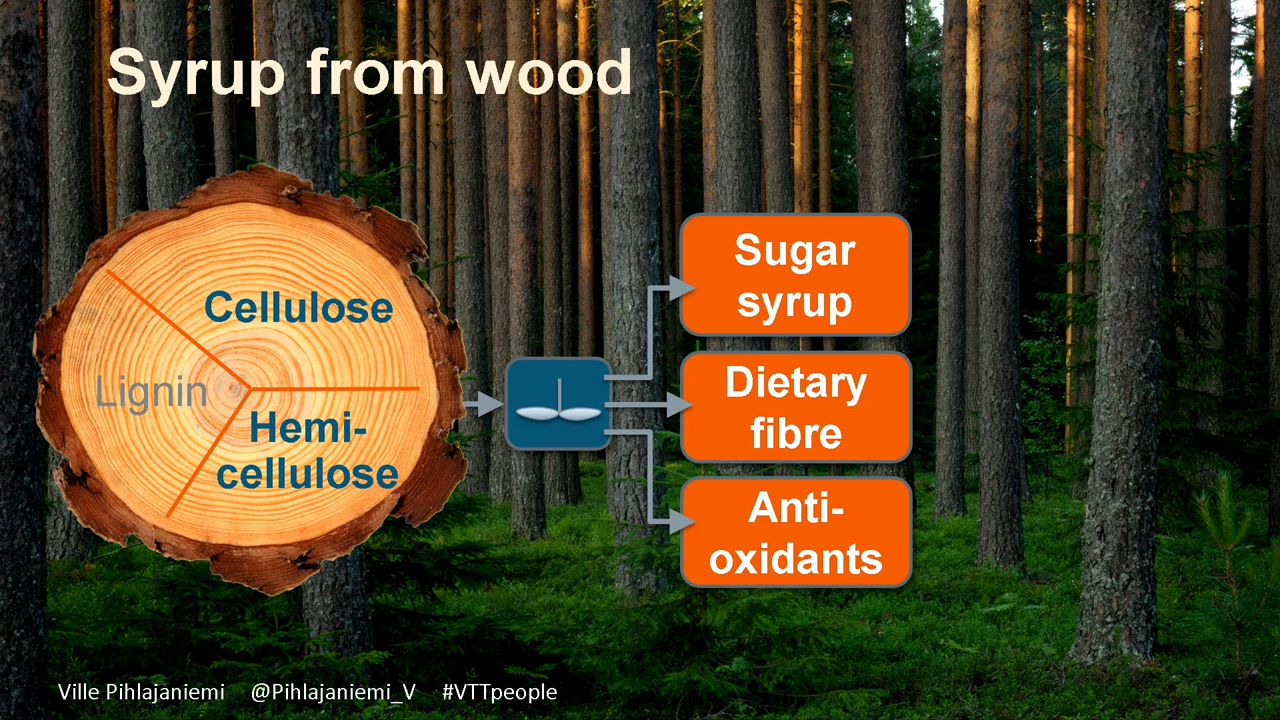 Syrup from wood
Cellulose
Lignin
Hemi-
cellulose
Sugar
syrup
Dietary
fibre
Anti-
oxidants
Ville Pihlajaniemi @Pihlajaniemi_V #VTTpeople